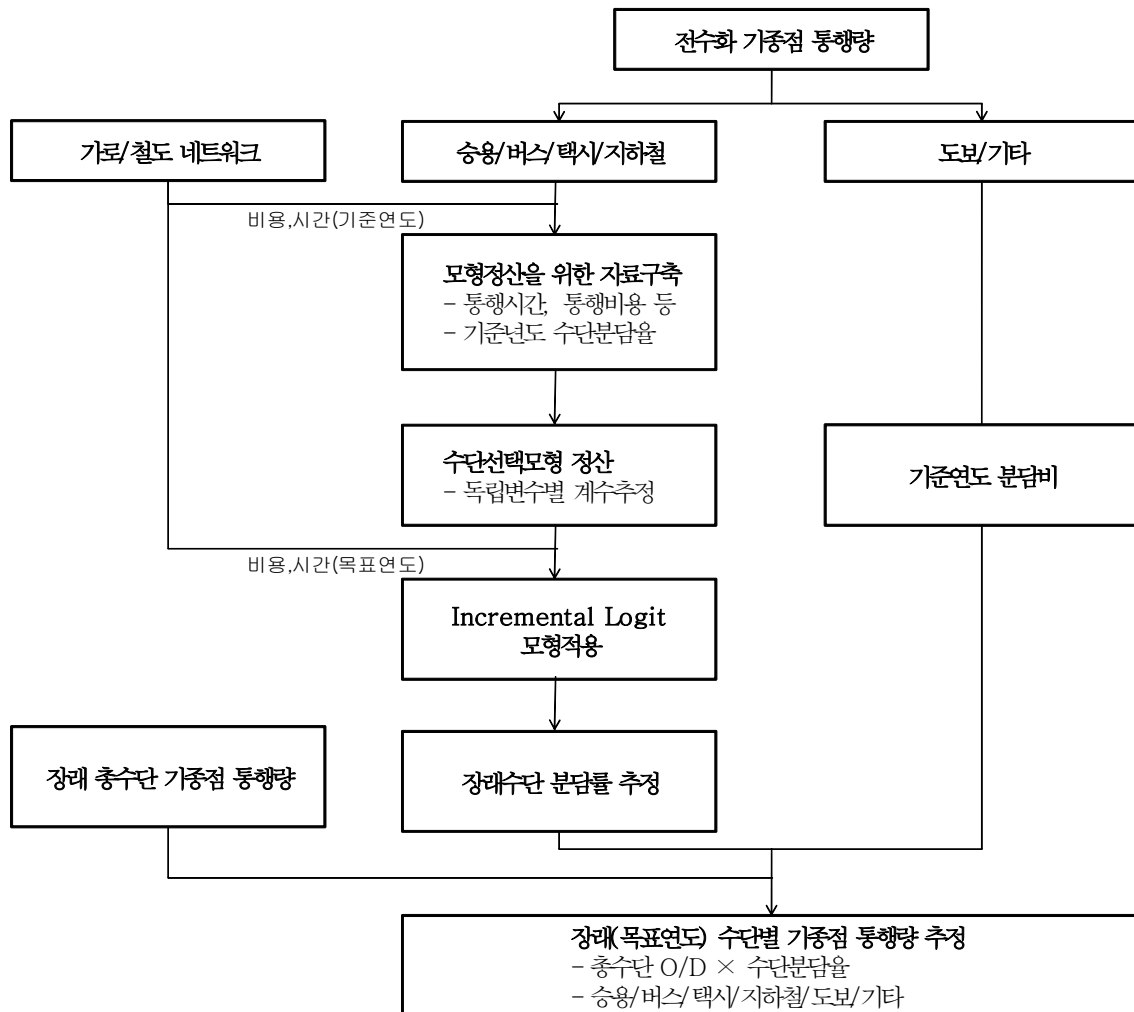 전수화 기종점 통행량
가로/철도 네트워크
승용/버스/택시/지하철
도보/기타
비용,시간(기준연도)
모형정산을 위한 자료구축
- 통행시간, 통행비용 등
- 기준년도 수단분담율
수단선택모형 정산
- 독립변수별 계수추정
기준연도 분담비
비용,시간(목표연도)
Incremental Logit
모형적용
장래 총수단 기종점 통행량
장래수단 분담률 추정
장래(목표연도) 수단별 기종점 통행량 추정
- 총수단 O/D × 수단분담율
- 승용/버스/택시/지하철/도보/기타